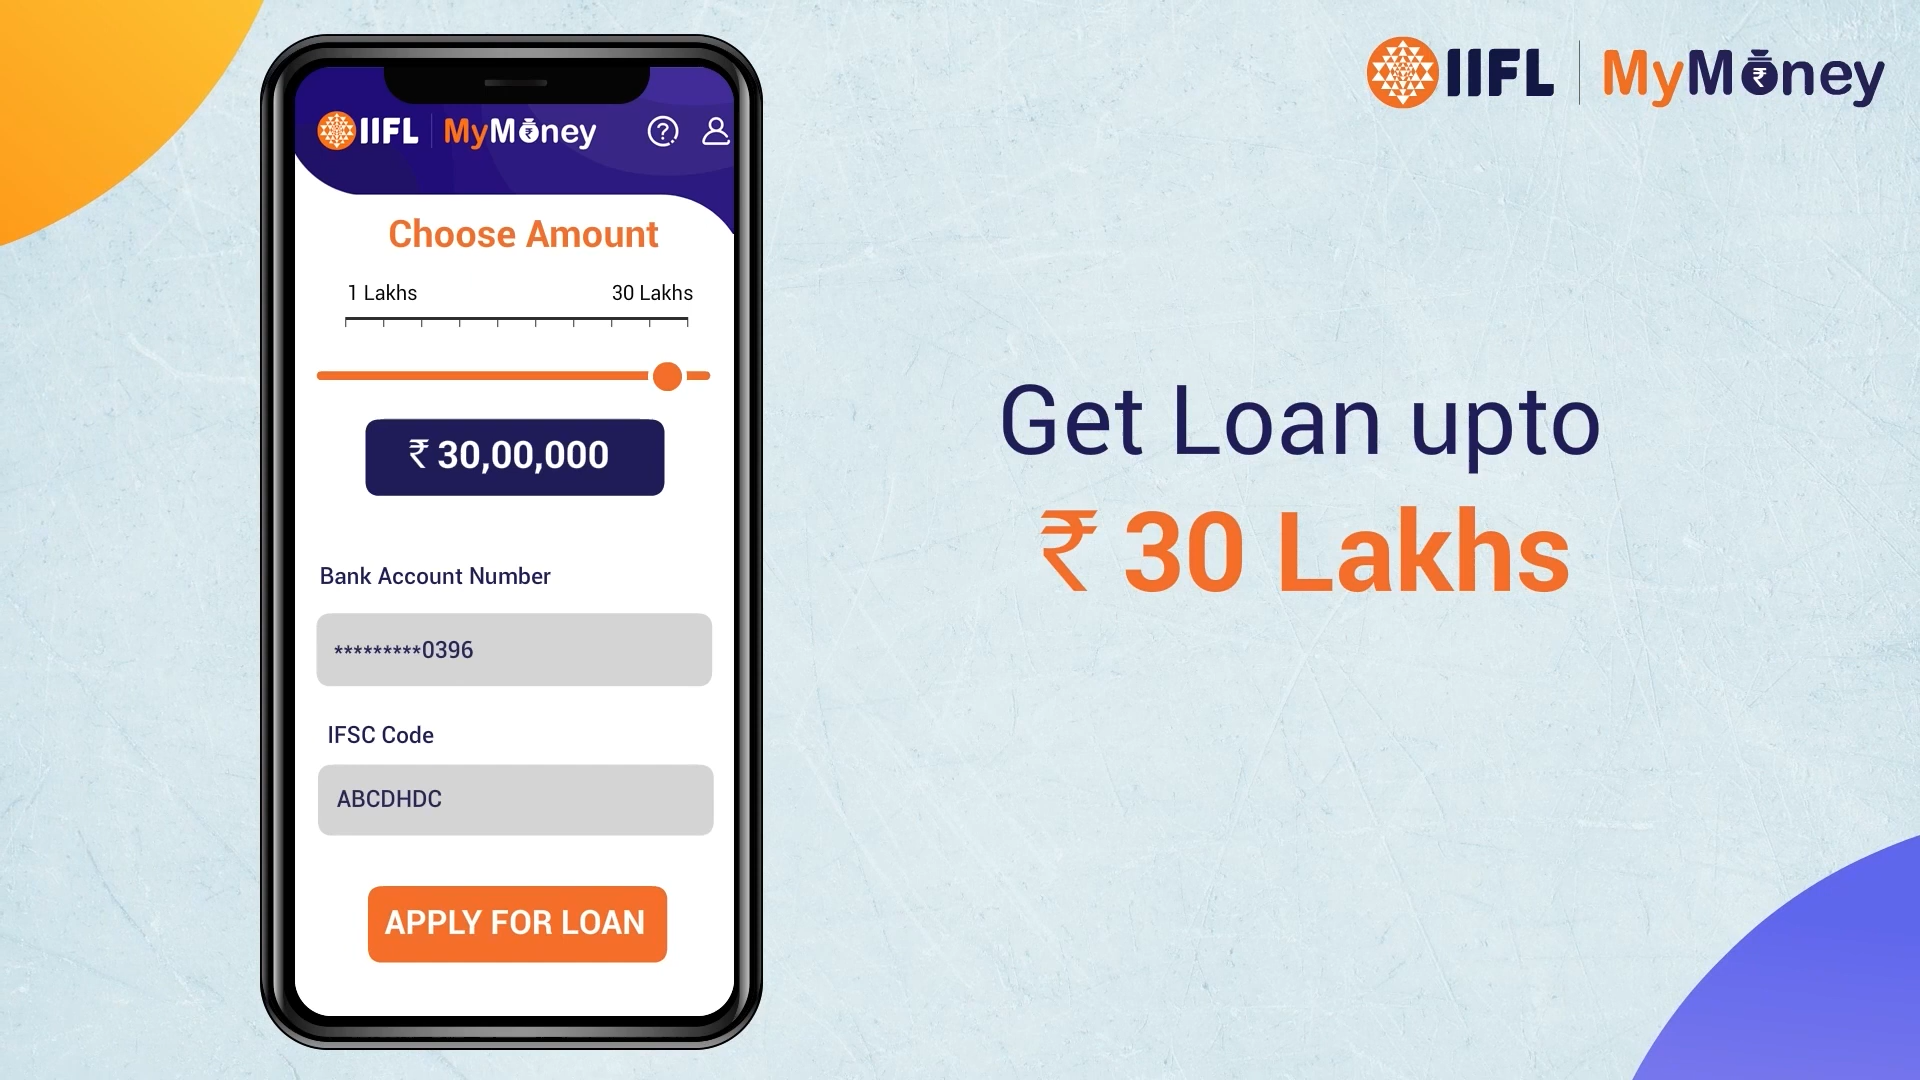 IIFL MyMoney
IIFL MyMoney
Choose Amount
1 Lakhs 30 Lakhs
₹ 30,00,000
Bank Account Number
*********0396
IFSC Code
ABCDHDC
APPLY FOR LOAN
Get Loan upto
₹ 30 Lakhs